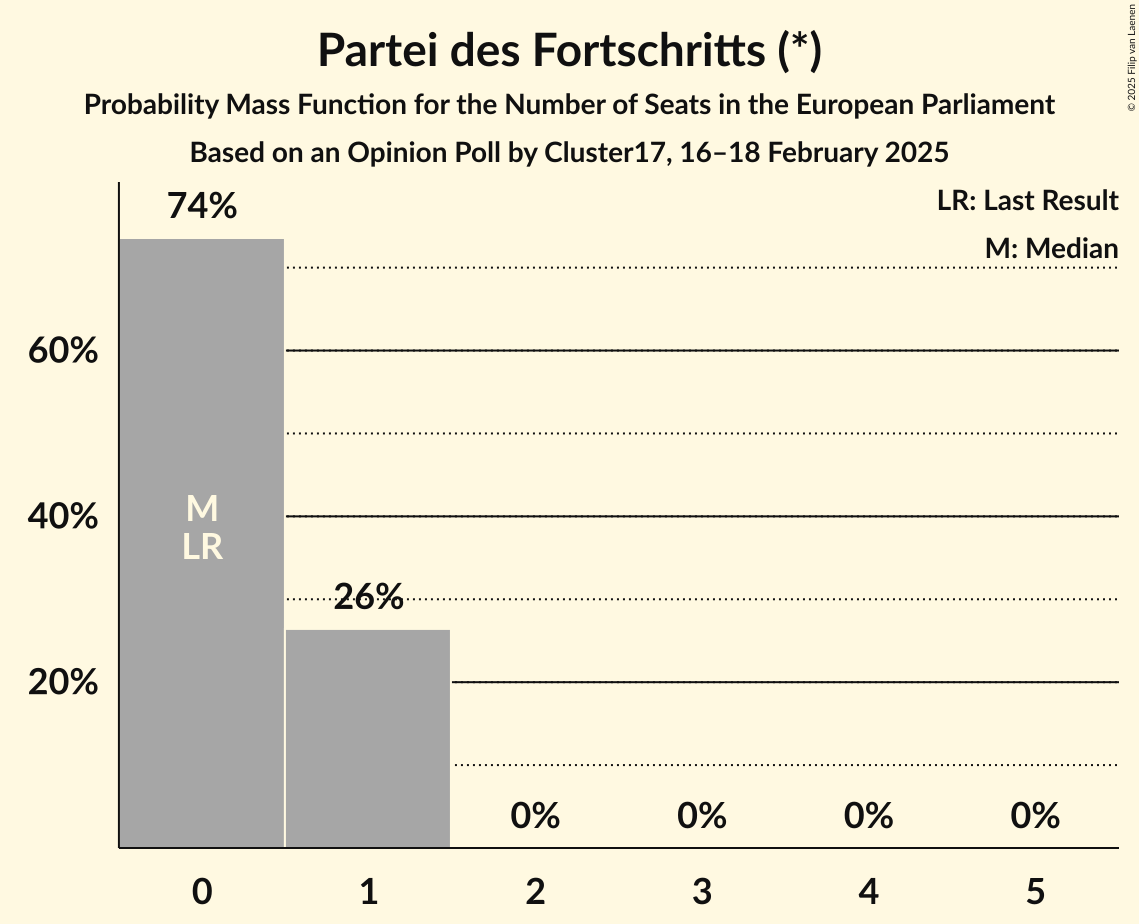 Partei des Fortschritts (*)
Probability Mass Function for the Number of Seats in the European Parliament
Based on an Opinion Poll by Cluster17, 16–18 February 2025
© 2025 Filip van Laenen
LR: Last Result
M: Median
74%
60%
40%
20%
M
LR
26%
0%
0%
0%
0%
0
1
2
3
4
5